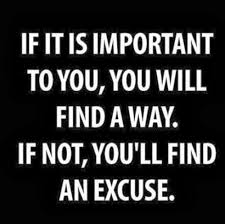 IF IT IS IMPORTANT
TO YOU, YOU WILL
FIND A WAY.
IF NOT, YOU'LL FIND
AN EXCUSE.